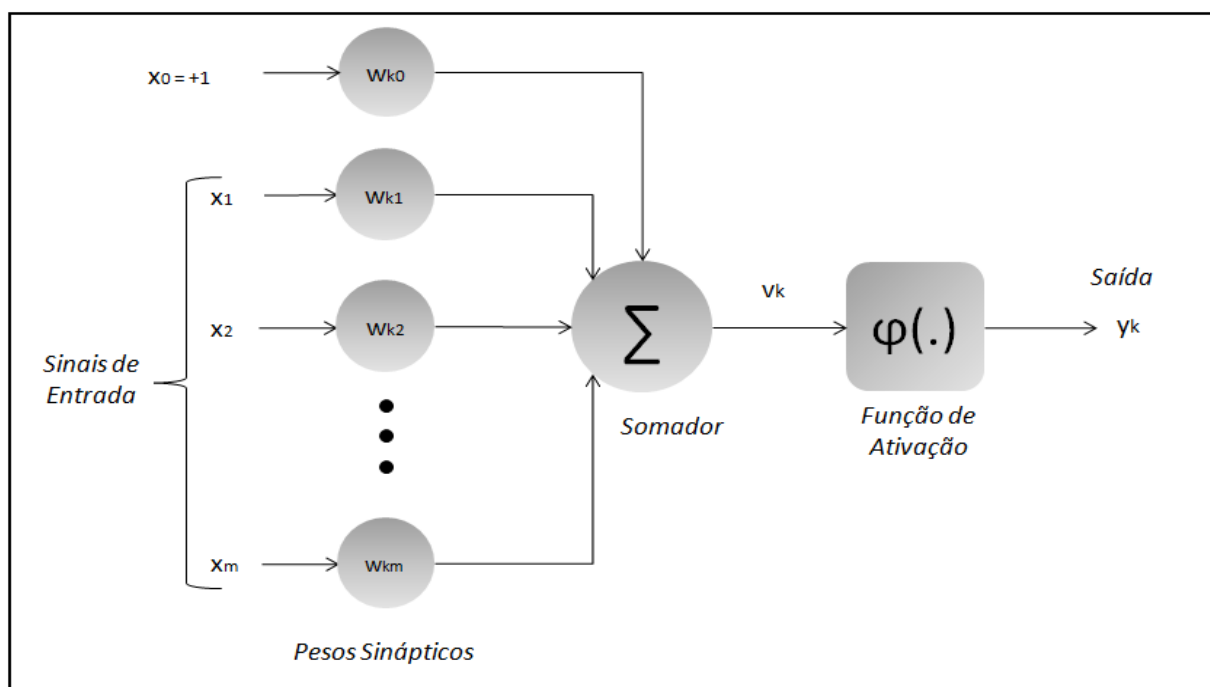 x0 = +1
wk0
x1
wk1
x2
wk2
Sinais de
Entrada
xm
wkm
Pesos Sinápticos
∑
Somador
vk
φ(.)
Função de
Ativação
Saída
yk